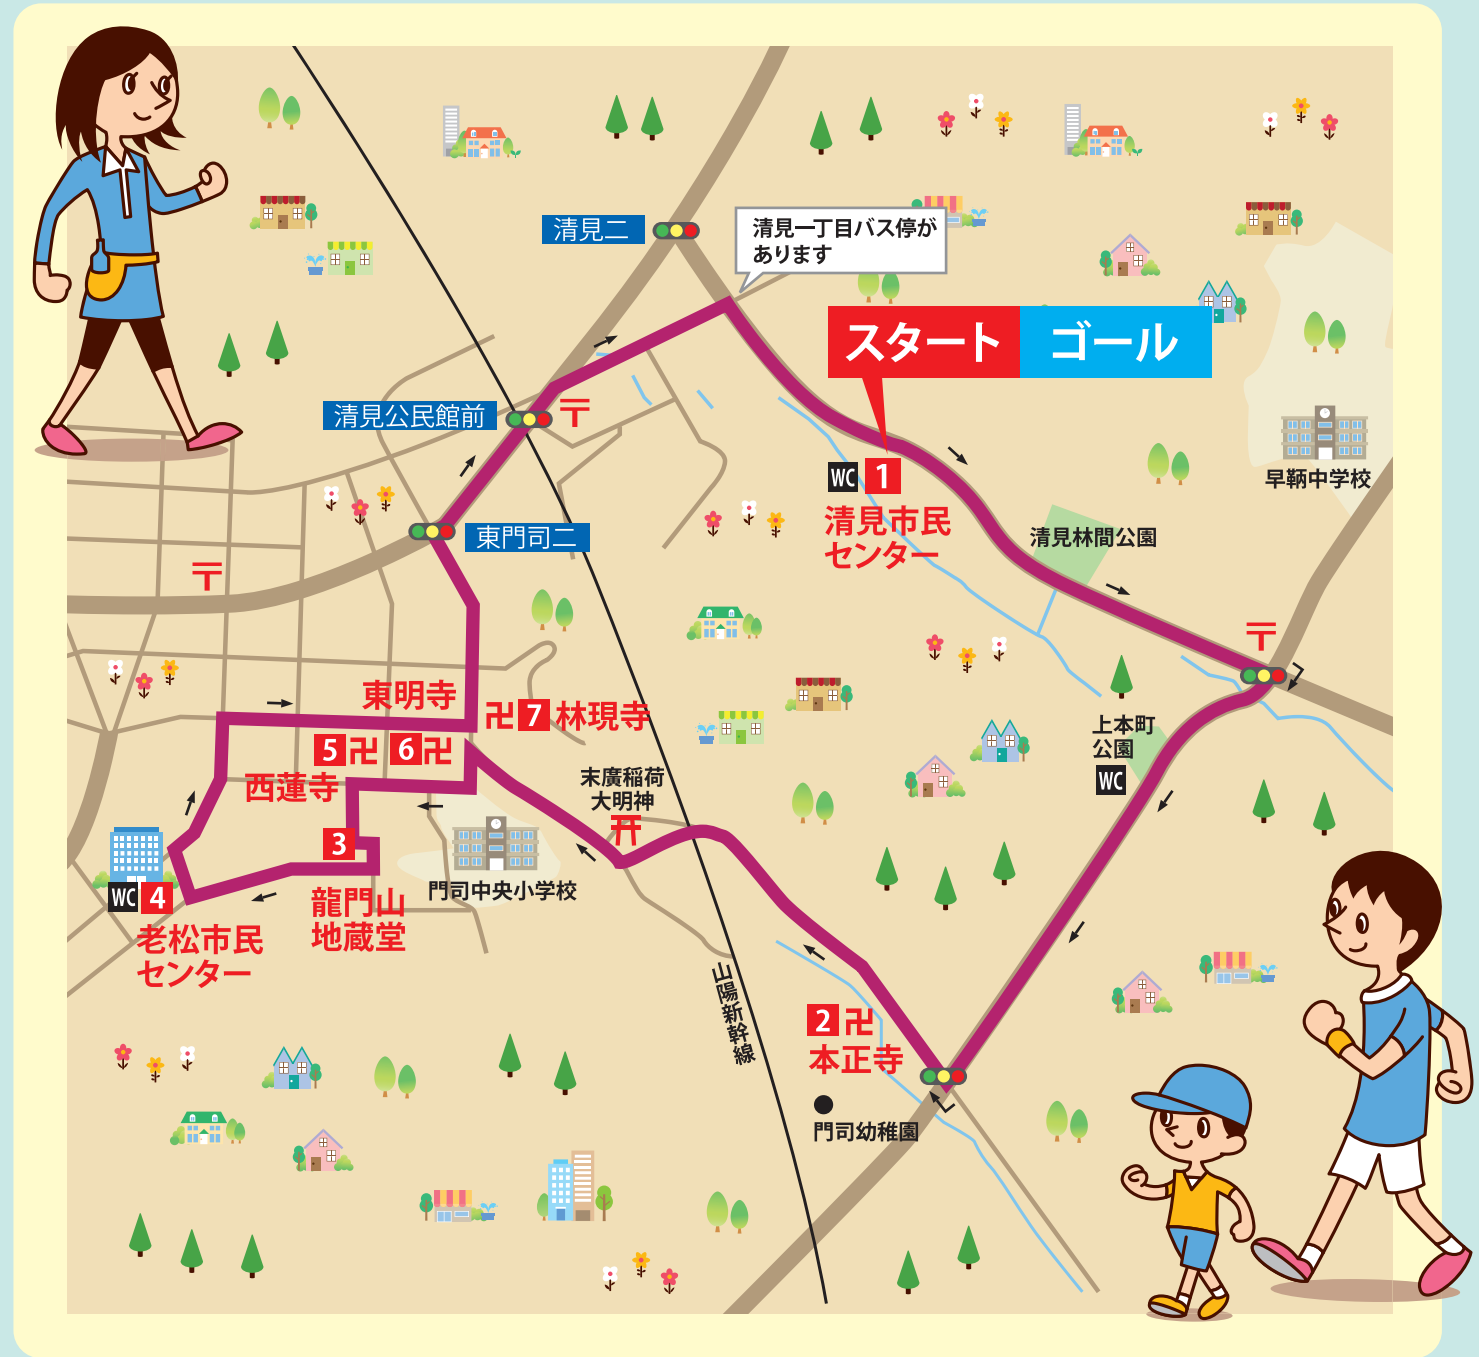 清見二
清見一丁目バス停が
あります
スタート ゴール
清見公民館前
〒
早鞆中学校
WC 1
清見市民
センター
東門司二
清見林間公園
〒
〒
東明寺
卍 7 林現寺
5 卍 6 卍
西蓮寺
上本町
公園
WC
末廣稲荷
大明神
3
門司中央小学校
WC 4
龍門山
地蔵堂
老松市民
センター
山陽新幹線
2 卍
本正寺
門司幼稚園